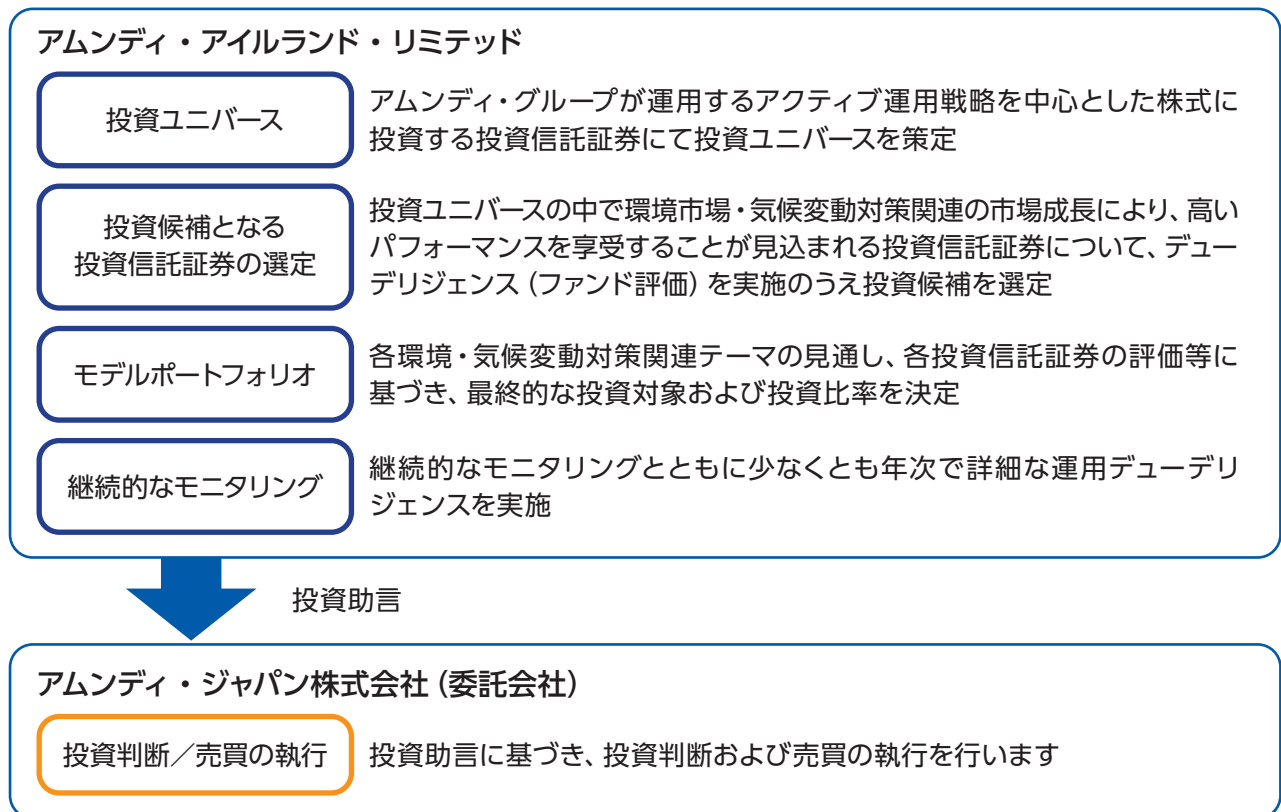 アムンディ・アイルランド・リミテッド
投資ユニバース
アムンディ・グループが運用するアクティブ運用戦略を中心とした株式に
投資する投資信託証券にて投資ユニバースを策定
投資候補となる
投資信託証券の選定
投資ユニバースの中で環境市場・気候変動対策関連の市場成長により、高い
パフォーマンスを享受することが見込まれる投資信託証券について、デュー
デリジェンス（ファンド評価）を実施のうえ投資候補を選定
モデルポートフォリオ
各環境・気候変動対策関連テーマの見通し、各投資信託証券の評価等に
基づき、最終的な投資対象および投資比率を決定
継続的なモニタリング
継続的なモニタリングとともに少なくとも年次で詳細な運用デューデリ
ジェンスを実施
投資助言
アムンディ・ジャパン株式会社（委託会社）
投資判断／売買の執行
投資助言に基づき、投資判断および売買の執行を行います